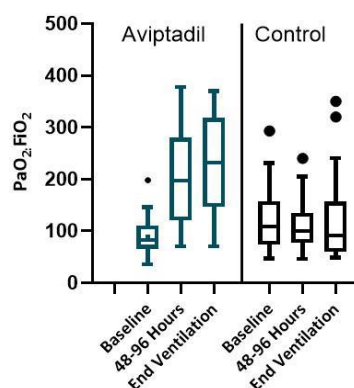 Aviptadil Control
PaO2:FiO2
500
400
300
200
100
0
Baseline
48-96 Hours
End Ventilation
Baseline
48-96 Hours
End Ventilation